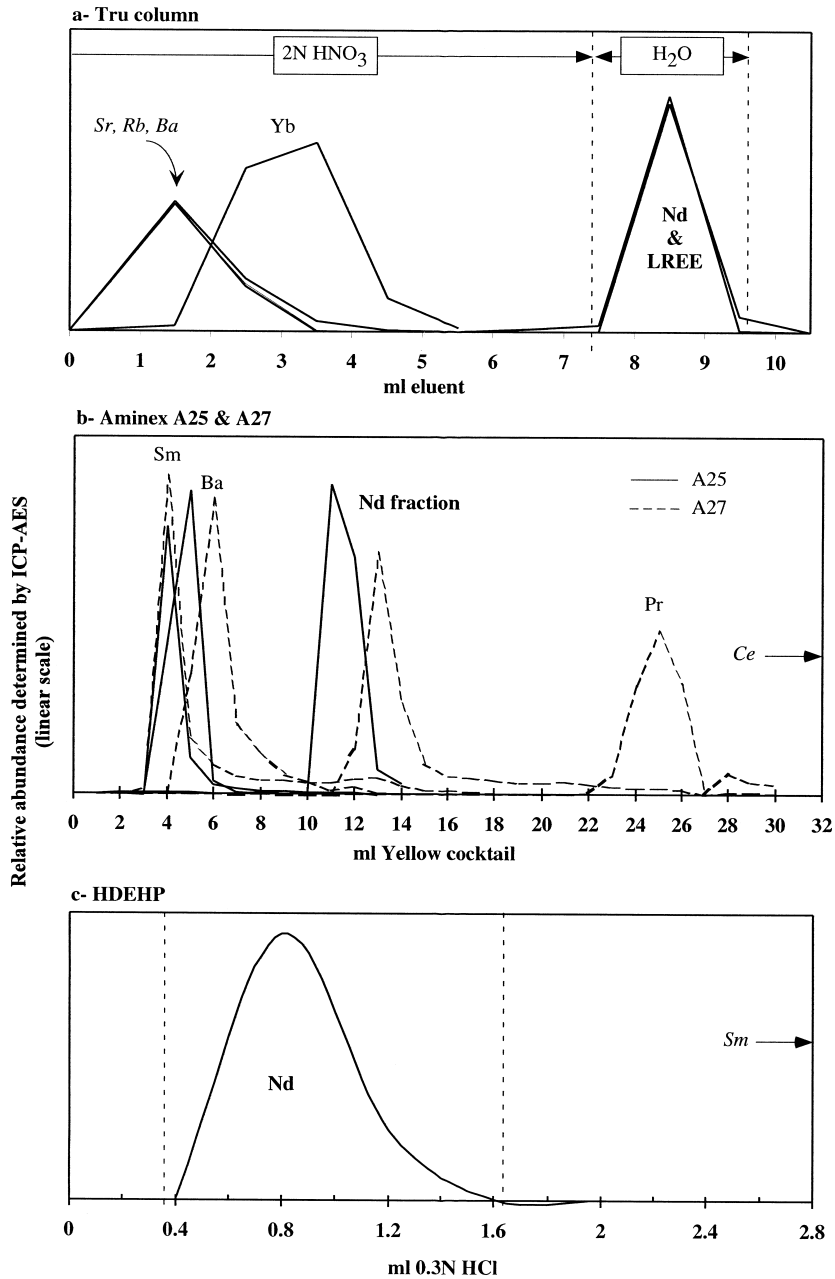 a- Tru column
2N HNO3
H2O
Sr, Rb, Ba
Yb
Nd
&
LREE
0 1 2 3 4 5 6 7 8 9 10
ml eluent
b- Aminex A25 & A27
Sm
Ba
Nd fraction
A25
A27
Pr
Ce
0 2 4 6 8 10 12 14 16 18 20 22 24 26 28 30 32
ml Yellow cocktail
Relative abundance determined by ICP-AES
(linear scale)
c- HDEHP
Nd
Sm
0 0.4 0.8 1.2 1.6 2 2.4 2.8
ml 0.3N HCl